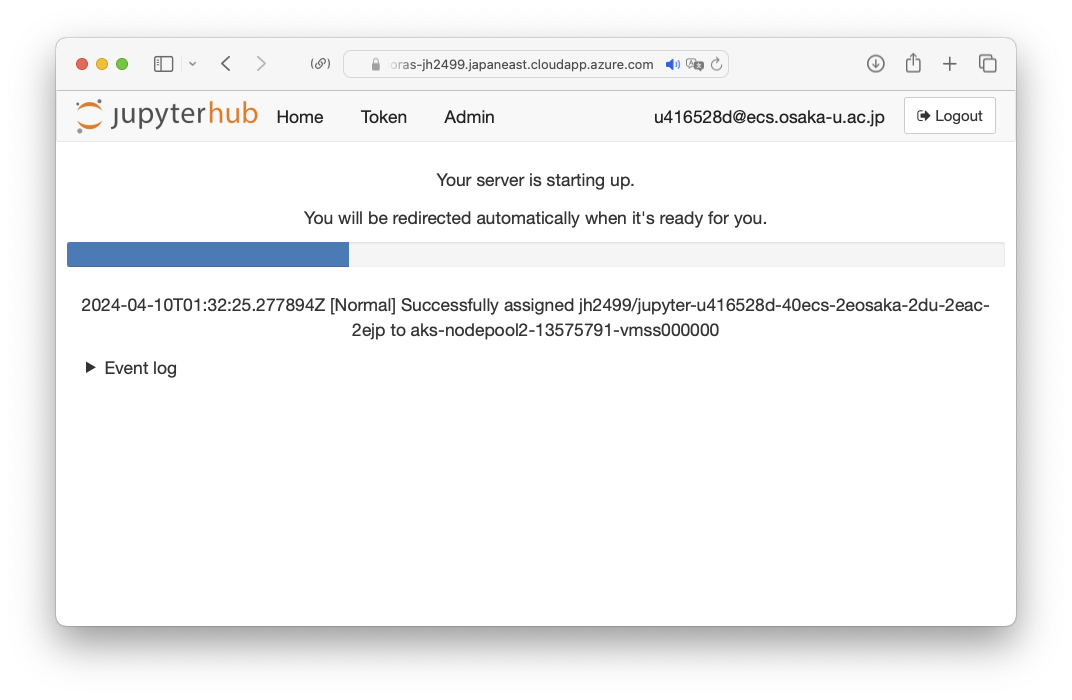 oras-jh2499.japaneast.cloudapp.azure.com
jupyterhub Home Token Admin u416528d@ecs.osaka-u.ac.jp Logout
Your server is starting up.
You will be redirected automatically when it's ready for you.
2024-04-10T01:32:25.277894Z [Normal] Successfully assigned jh2499/jupyter-u416528d-40ecs-2eosaka-2du-2eac-
2ejp to aks-nodepool2-13575791-vmss000000
Event log